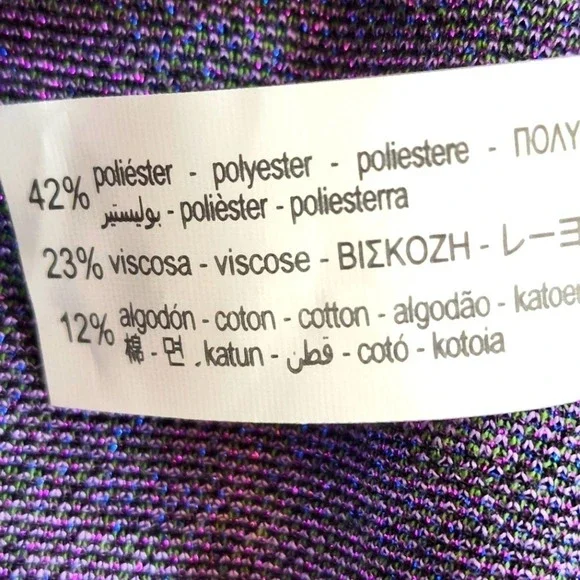 42% poliéster - polyester - poliestere - ΠΟΛΥ
بوليستير - polièster - poliesterra
23% viscosa - viscose - ΒΙΣΚΟΖΗ - レーヨ
12% algodón - coton - cotton - algodão - katoen
棉 - 면 . katun - قطن - cotó - kotoia